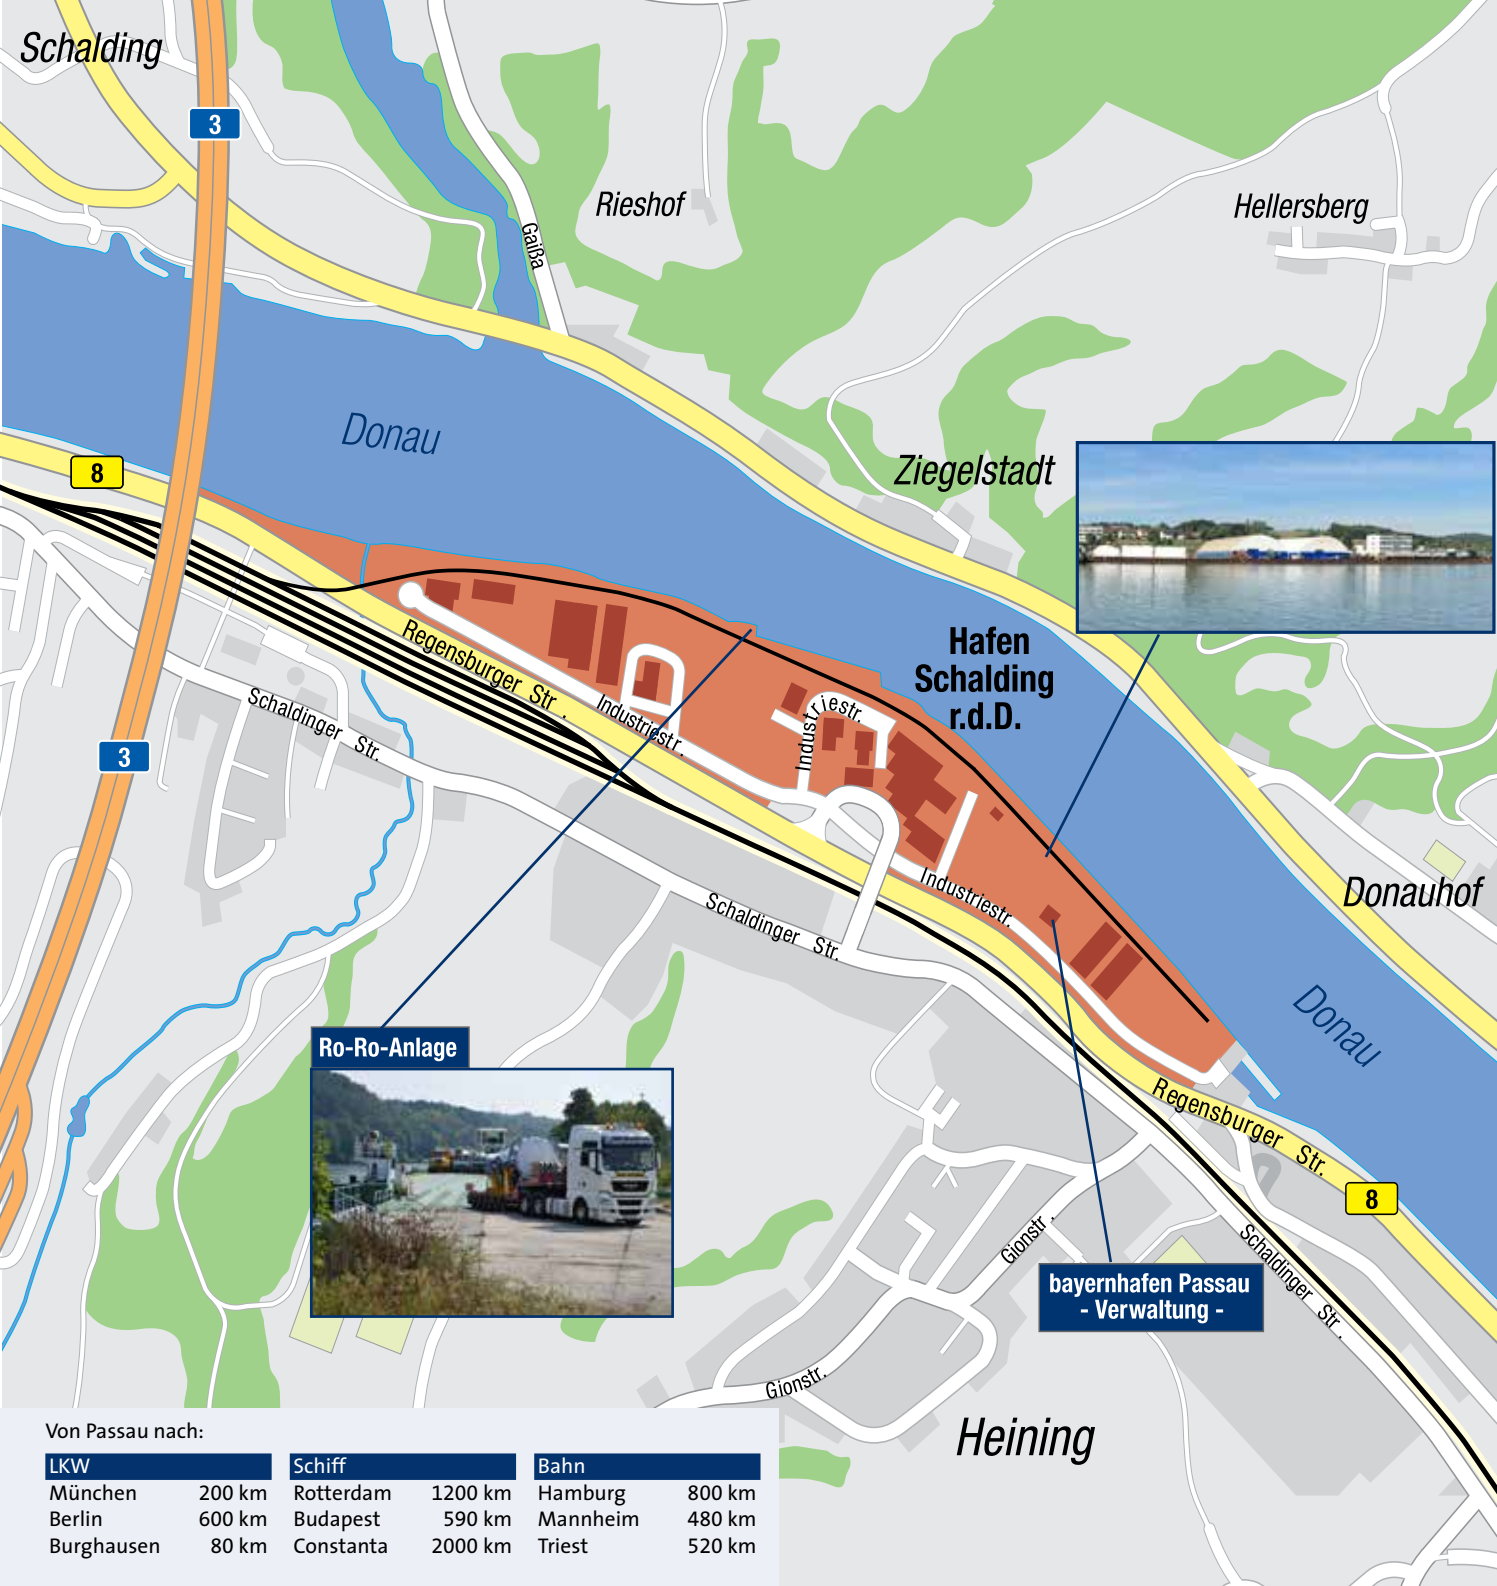 Schalding
3
Rieshof
Hellersberg
Gaißa
Donau
8
Ziegelstadt
Hafen
Schalding
r.d.D.
Regensburger Str.
Industriestr.
Industriestr.
Schaldinger Str.
3
Industriestr.
Schaldinger Str.
Donauhof
Donau
Ro-Ro-Anlage
Regensburger Str.
8
Gionstr.
Schaldinger Str.
bayernhafen Passau
- Verwaltung -
Gionstr.
Heining
Von Passau nach:
LKW Schiff Bahn
München 200 km Rotterdam 1200 km Hamburg 800 km
Berlin 600 km Budapest 590 km Mannheim 480 km
Burghausen 80 km Constanta 2000 km Triest 520 km